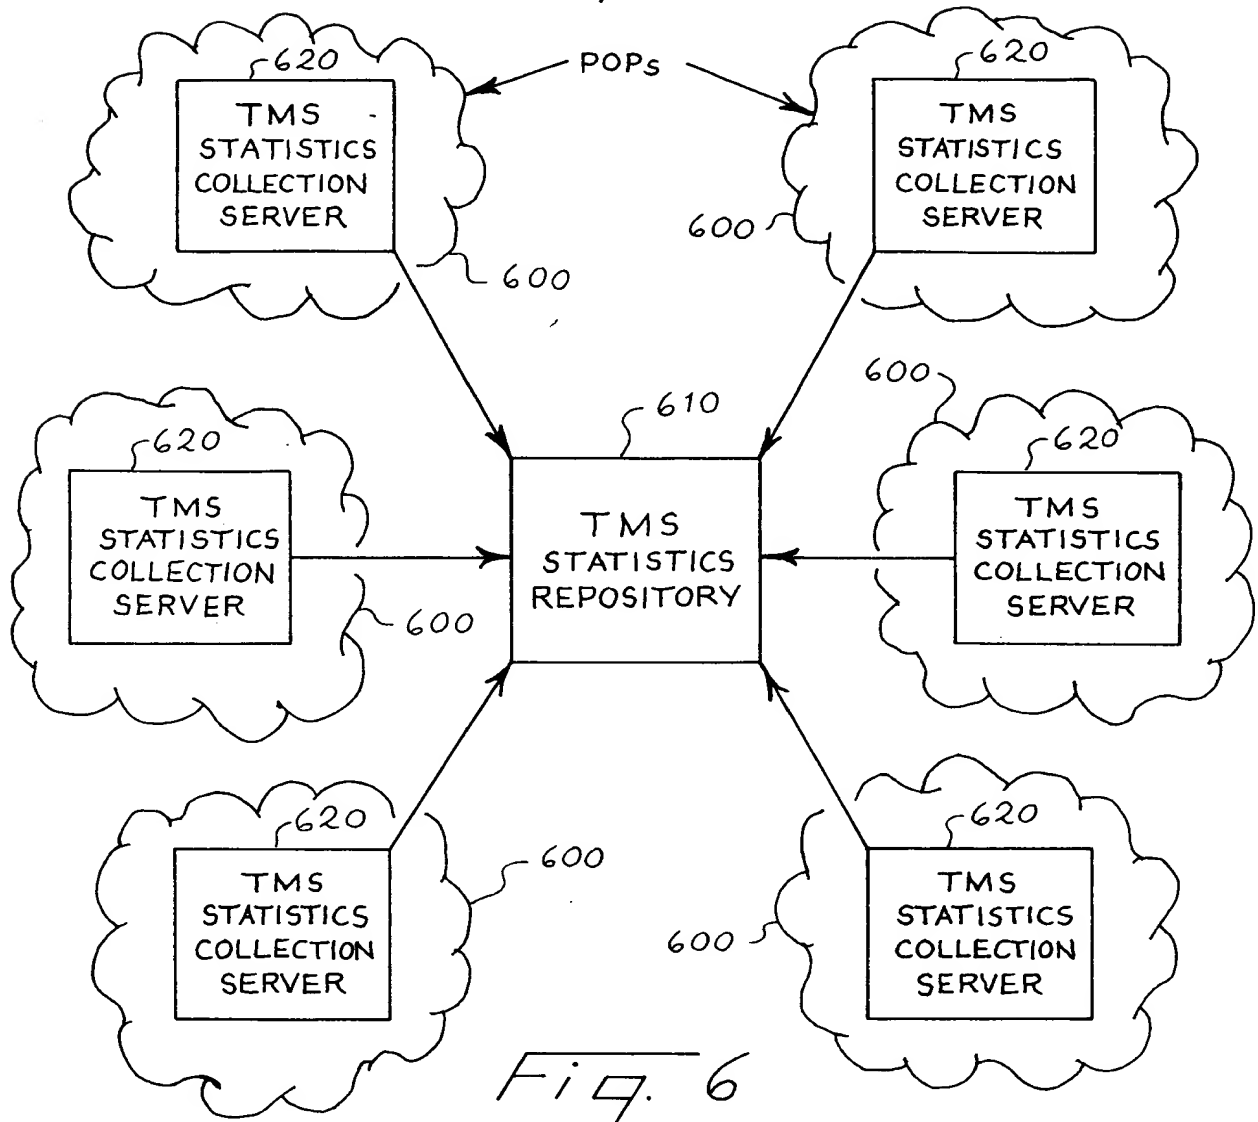 620
TMS
STATISTICS
COLLECTION
SERVER
600
POPs
620
TMS
STATISTICS
COLLECTION
SERVER
600
620
TMS
STATISTICS
COLLECTION
SERVER
600
610
TMS
STATISTICS
REPOSITORY
600
620
TMS
STATISTICS
COLLECTION
SERVER
620
TMS
STATISTICS
COLLECTION
SERVER
600
620
TMS
STATISTICS
COLLECTION
SERVER
600
Fig. 6